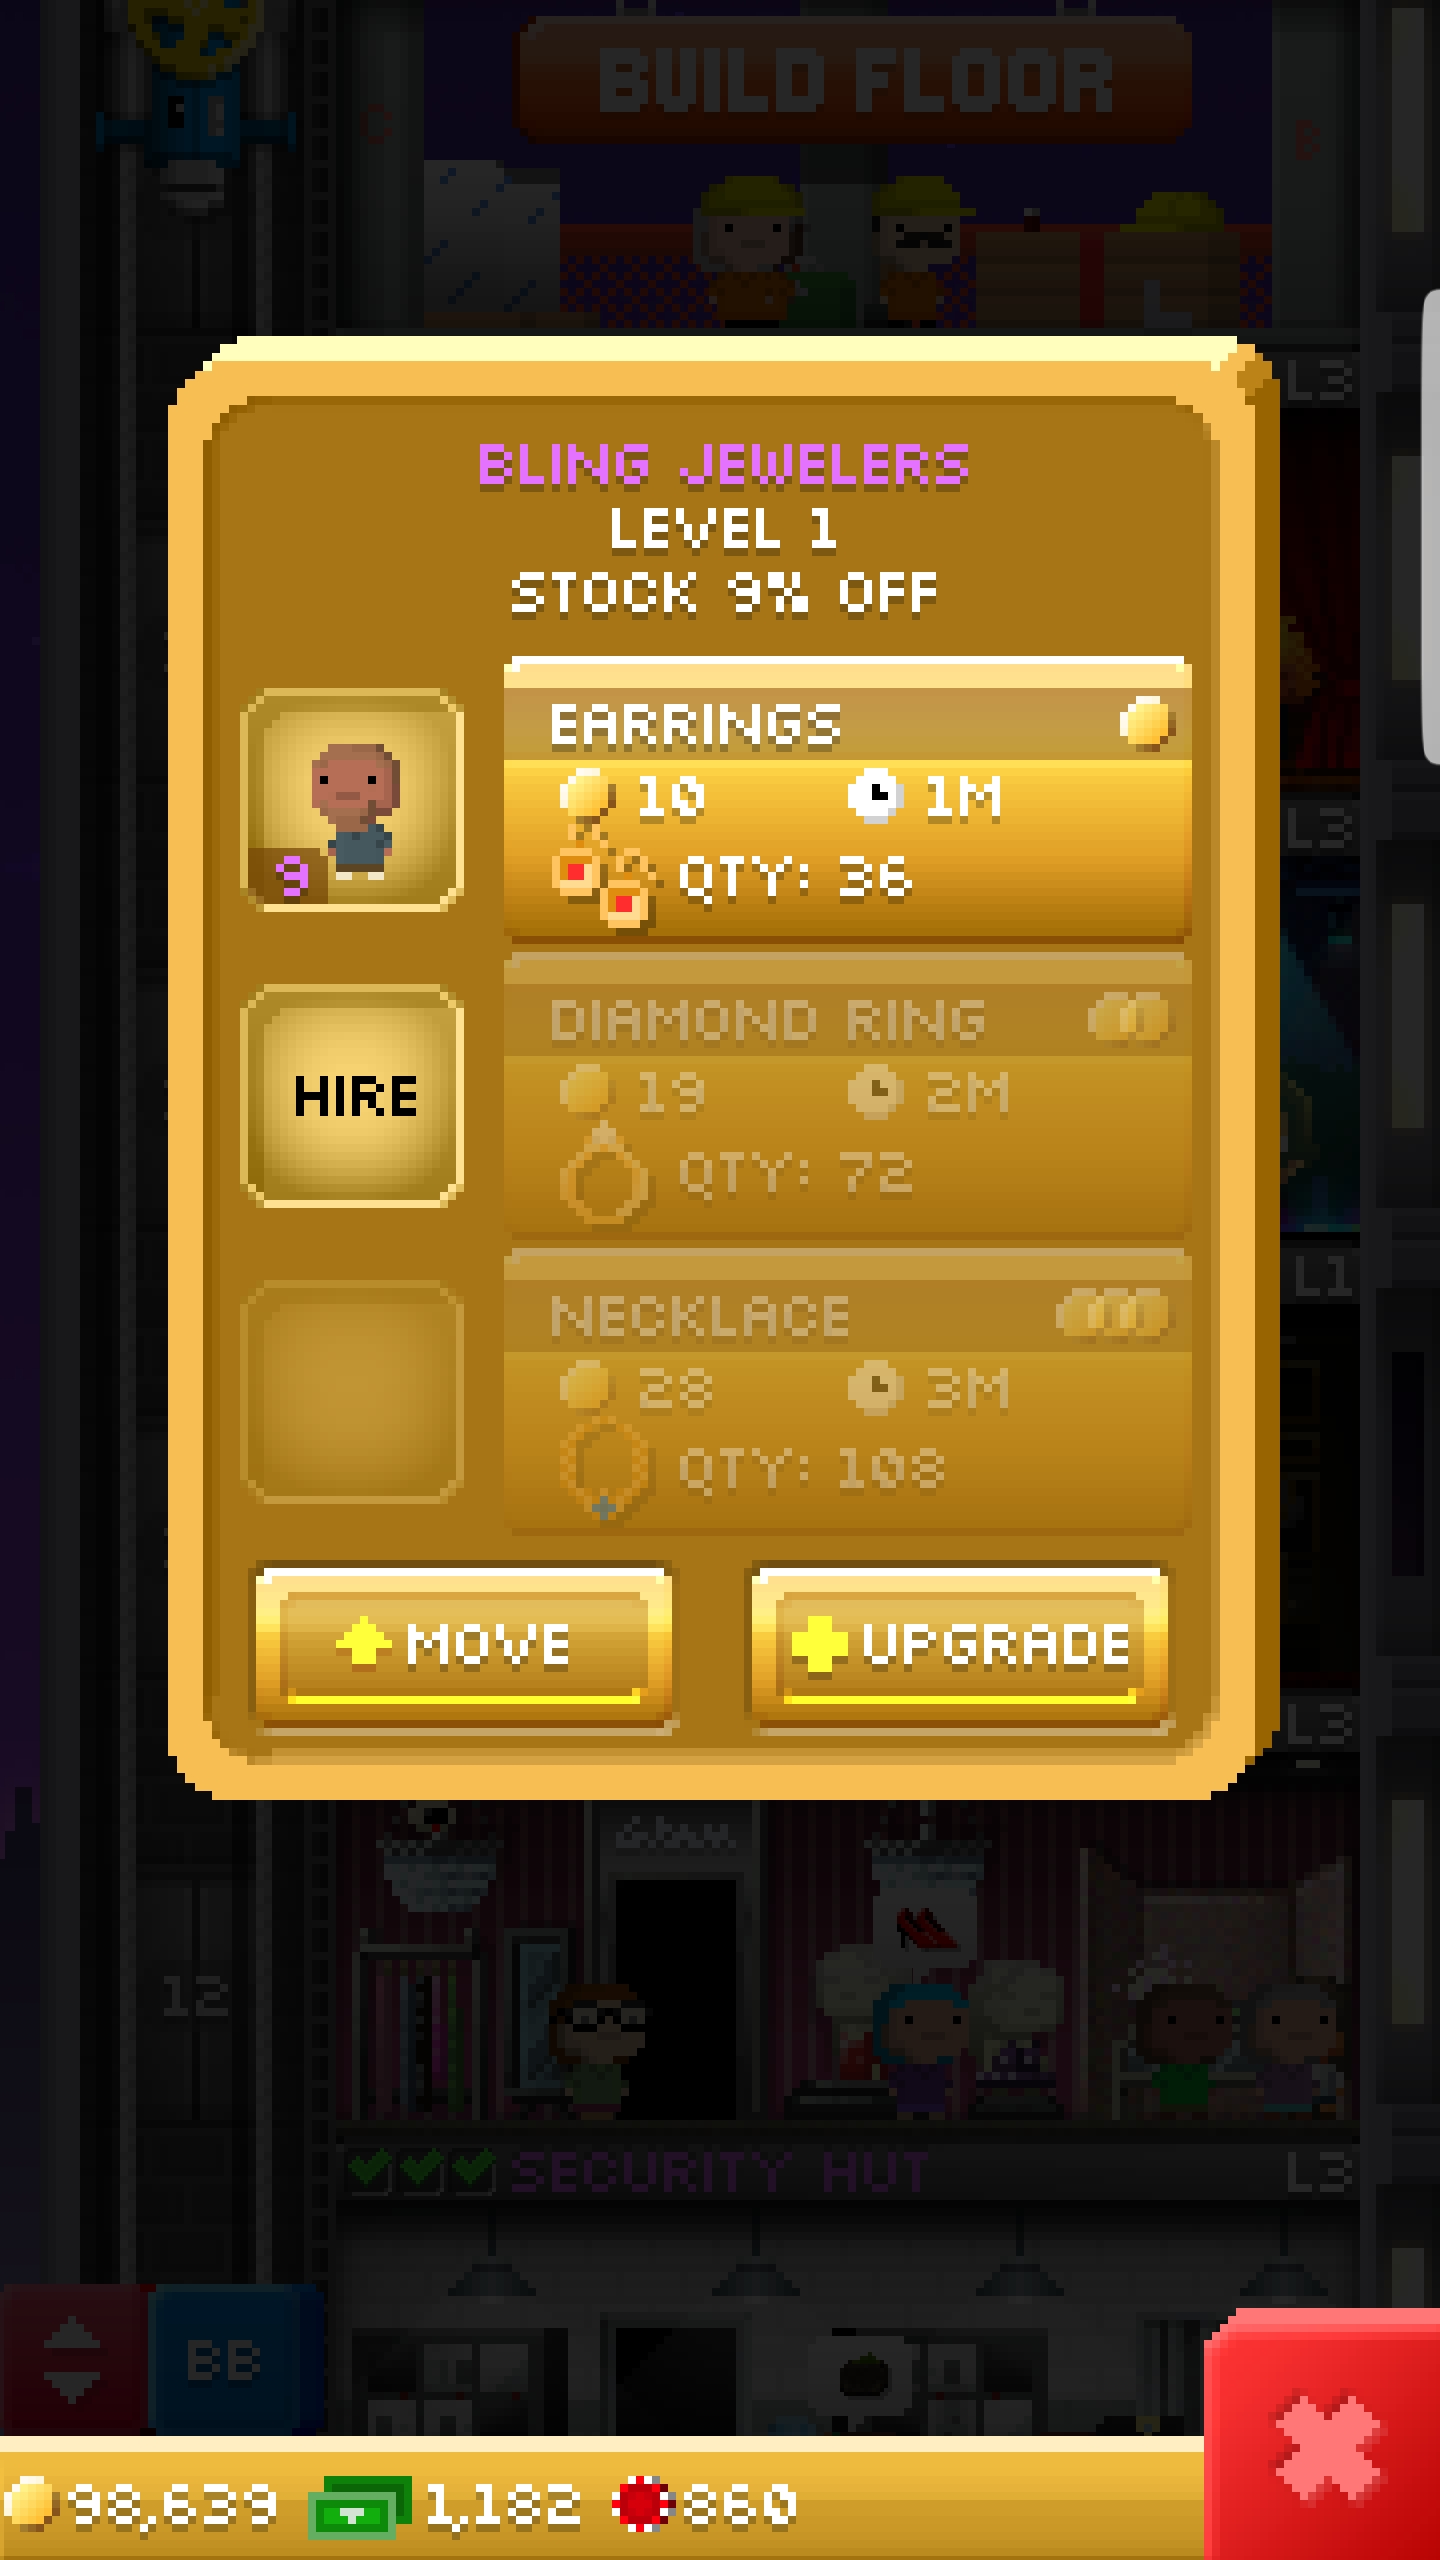 BUILD FLOOR
C
B
L3
BLING JEWELERS
LEVEL 1
STOCK 9% OFF
EARRINGS
10 1M
QTY: 36
9
L3
DIAMOND RING
19 2M
QTY: 72
HIRE
L1
NECKLACE
28 3M
QTY: 108
MOVE
UPGRADE
L3
12
SECURITY HUT
L3
BB
98,639 1,182 860